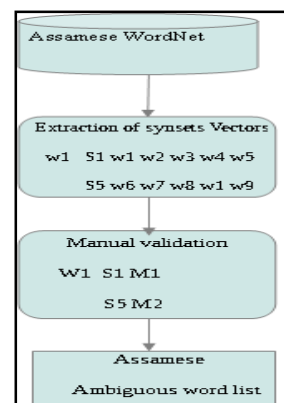 Assamese WordNet
Extraction of synsets Vectors
w1 S1 w1 w2 w3 w4 w5
S5 w6 w7 w8 w1 w9
Manual validation
W1 S1 M1
S5 M2
Assamese
Ambiguous word list